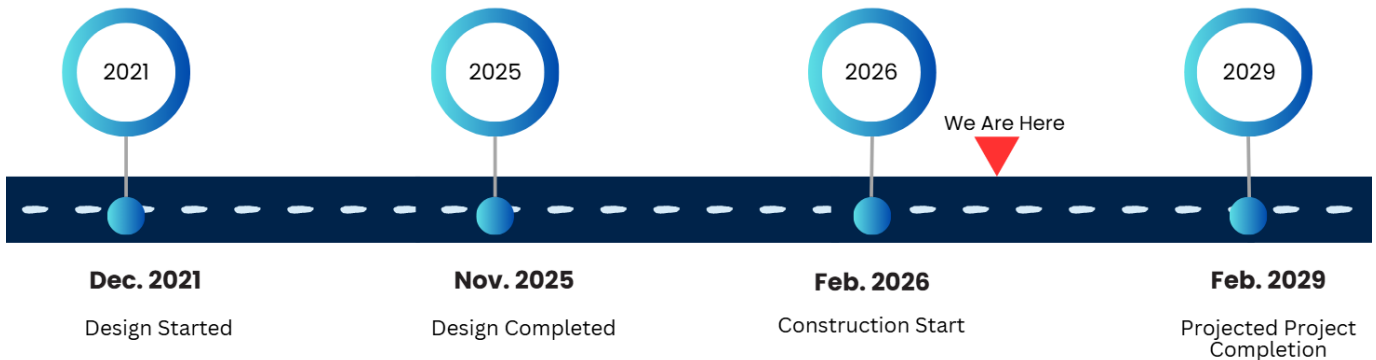 2021
2025
2026
2029
We Are Here
Dec. 2021
Nov. 2025
Feb. 2026
Feb. 2029
Design Started
Design Completed
Construction Start
Projected Project
Completion